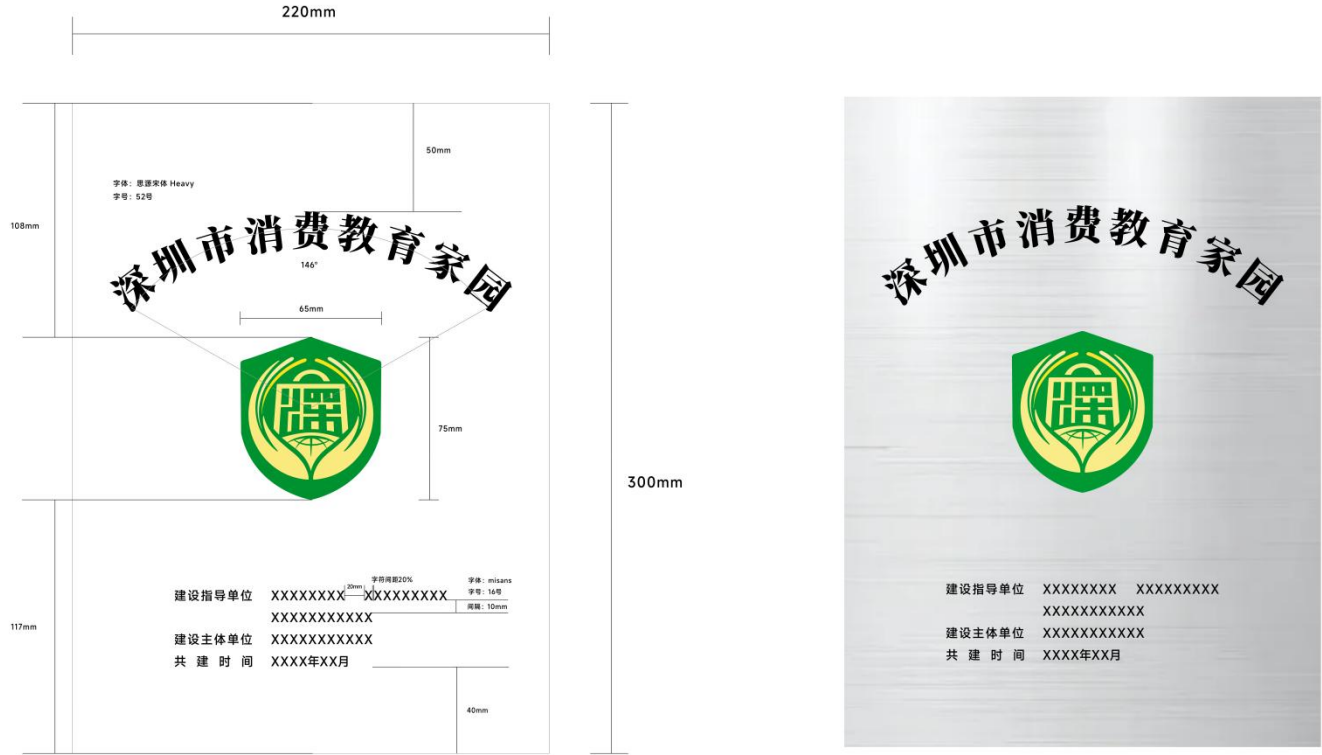 220mm
50mm
字体：思源宋体 Heavy
字号：52号
108mm
深圳市消费教育家园
146°
65mm
深
75mm
300mm
字符间距20%
20mm
字体：misans
字号：16号
间隔：10mm
建设指导单位 XXXXXXXX XXXXXXXXX
XXXXXXXXXXX
建设主体单位 XXXXXXXXXXX
共建时间 XXXX年XX月
117mm
40mm
深圳市消费教育家园
深
建设指导单位 XXXXXXXX XXXXXXXXX
XXXXXXXXXXX
建设主体单位 XXXXXXXXXXX
共建时间 XXXX年XX月